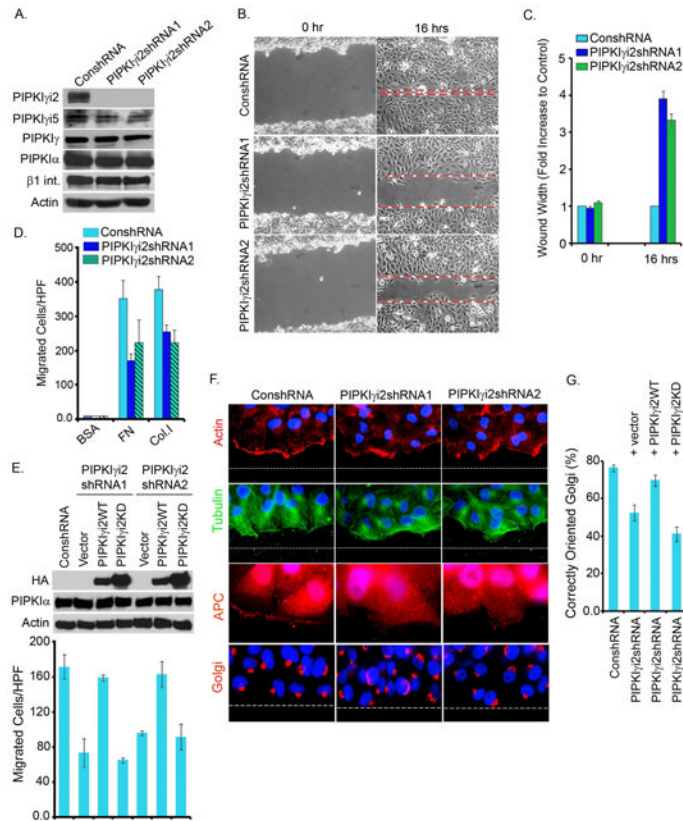 A.
ConshRNA
PIPKIγi2shRNA1
PIPKIγi2shRNA2
PIPKIγi2
PIPKIγi5
PIPKIγ
PIPKIα
β1 int.
Actin
B.
0 hr
16 hrs
ConshRNA
PIPKIγi2shRNA1
PIPKIγi2shRNA2
C.
ConshRNA
PIPKIγi2shRNA1
PIPKIγi2shRNA2
Wound Width (Fold Increase to Control)
5
4
3
2
1
0
0 hr
16 hrs
D.
ConshRNA
PIPKIγi2shRNA1
PIPKIγi2shRNA2
Migrated Cells/HPF
500
400
300
200
100
0.0
BSA
FN
Col.I
E.
PIPKIγi2
shRNA1
PIPKIγi2
shRNA2
ConshRNA
Vector
PIPKIγi2WT
PIPKIγi2KD
Vector
PIPKIγi2WT
PIPKIγi2KD
HA
PIPKIα
Actin
Migrated Cells/HPF
200
160
120
80
40
0.0
F.
ConshRNA
PIPKIγi2shRNA1
PIPKIγi2shRNA2
Actin
Tubulin
APC
Golgi
G.
+ vector
+ PIPKIγi2WT
+ PIPKIγi2KD
Correctly Oriented Golgi (%)
80
60
40
20
0.0
ConshRNA
PIPKIγi2shRNA
PIPKIγi2shRNA
PIPKIγi2shRNA